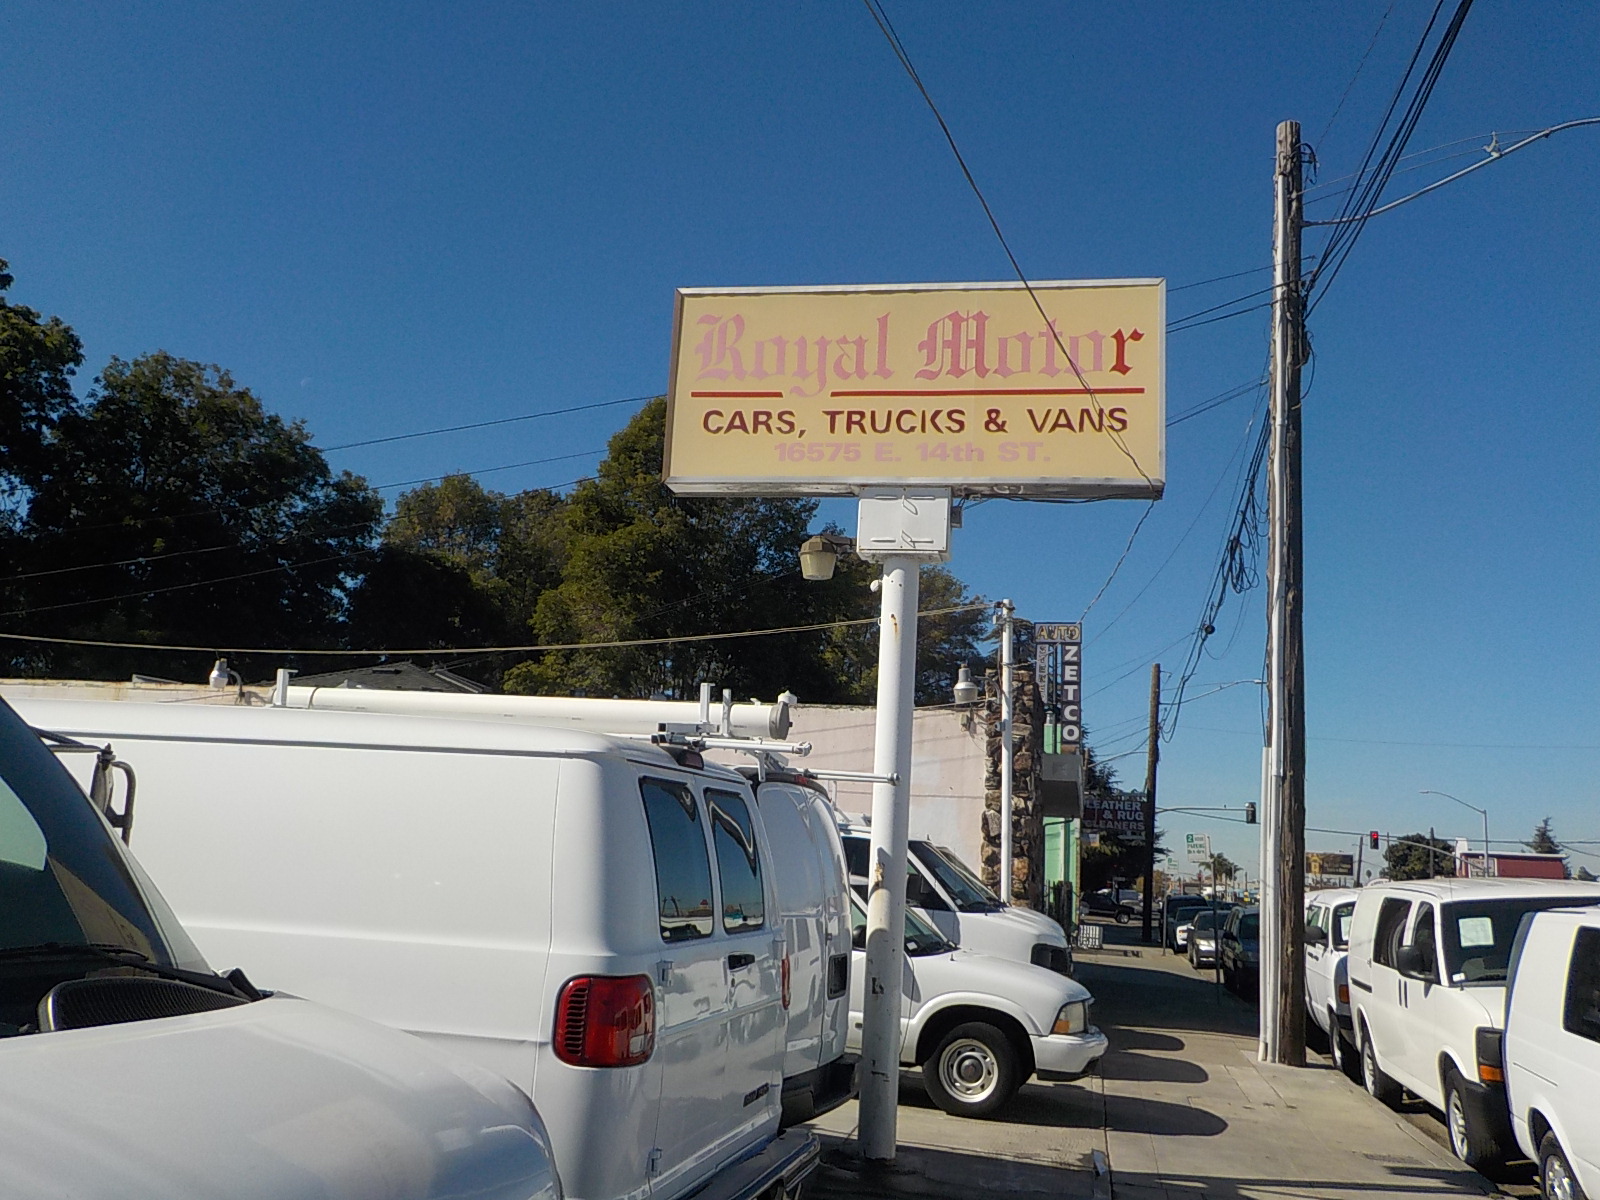 Royal Motor
CARS, TRUCKS & VANS
16575 E. 14th ST.
AUTO
ZETCO
LEATHER
& RUG
CLEANERS